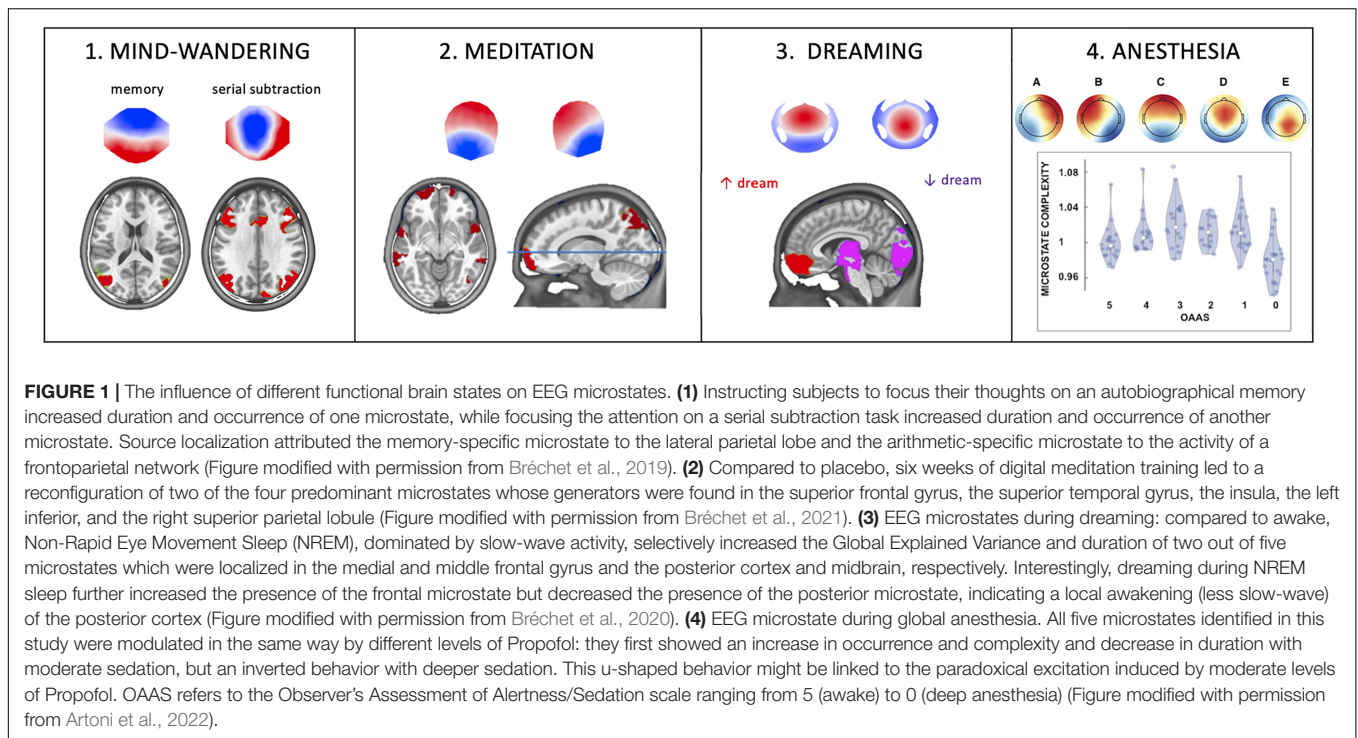 1. MIND-WANDERING
memory
serial subtraction
2. MEDITATION
3. DREAMING
↑ dream
↓ dream
4. ANESTHESIA
A B C D E
MICROSTATE COMPLEXITY
1.08
1.04
1
0.96
5 4 3 2 1 0
OAAS
FIGURE 1 | The influence of different functional brain states on EEG microstates. (1) Instructing subjects to focus their thoughts on an autobiographical memory
increased duration and occurrence of one microstate, while focusing the attention on a serial subtraction task increased duration and occurrence of another
microstate. Source localization attributed the memory-specific microstate to the lateral parietal lobe and the arithmetic-specific microstate to the activity of a
frontoparietal network (Figure modified with permission from Bréchet et al., 2019). (2) Compared to placebo, six weeks of digital meditation training led to a
reconfiguration of two of the four predominant microstates whose generators were found in the superior frontal gyrus, the superior temporal gyrus, the insula, the left
inferior, and the right superior parietal lobule (Figure modified with permission from Bréchet et al., 2021). (3) EEG microstates during dreaming: compared to awake,
Non-Rapid Eye Movement Sleep (NREM), dominated by slow-wave activity, selectively increased the Global Explained Variance and duration of two out of five
microstates which were localized in the medial and middle frontal gyrus and the posterior cortex and midbrain, respectively. Interestingly, dreaming during NREM
sleep further increased the presence of the frontal microstate but decreased the presence of the posterior microstate, indicating a local awakening (less slow-wave)
of the posterior cortex (Figure modified with permission from Bréchet et al., 2020). (4) EEG microstate during global anesthesia. All five microstates identified in this
study were modulated in the same way by different levels of Propofol: they first showed an increase in occurrence and complexity and decrease in duration with
moderate sedation, but an inverted behavior with deeper sedation. This u-shaped behavior might be linked to the paradoxical excitation induced by moderate levels
of Propofol. OAAS refers to the Observer's Assessment of Alertness/Sedation scale ranging from 5 (awake) to 0 (deep anesthesia) (Figure modified with permission
from Artoni et al., 2022).